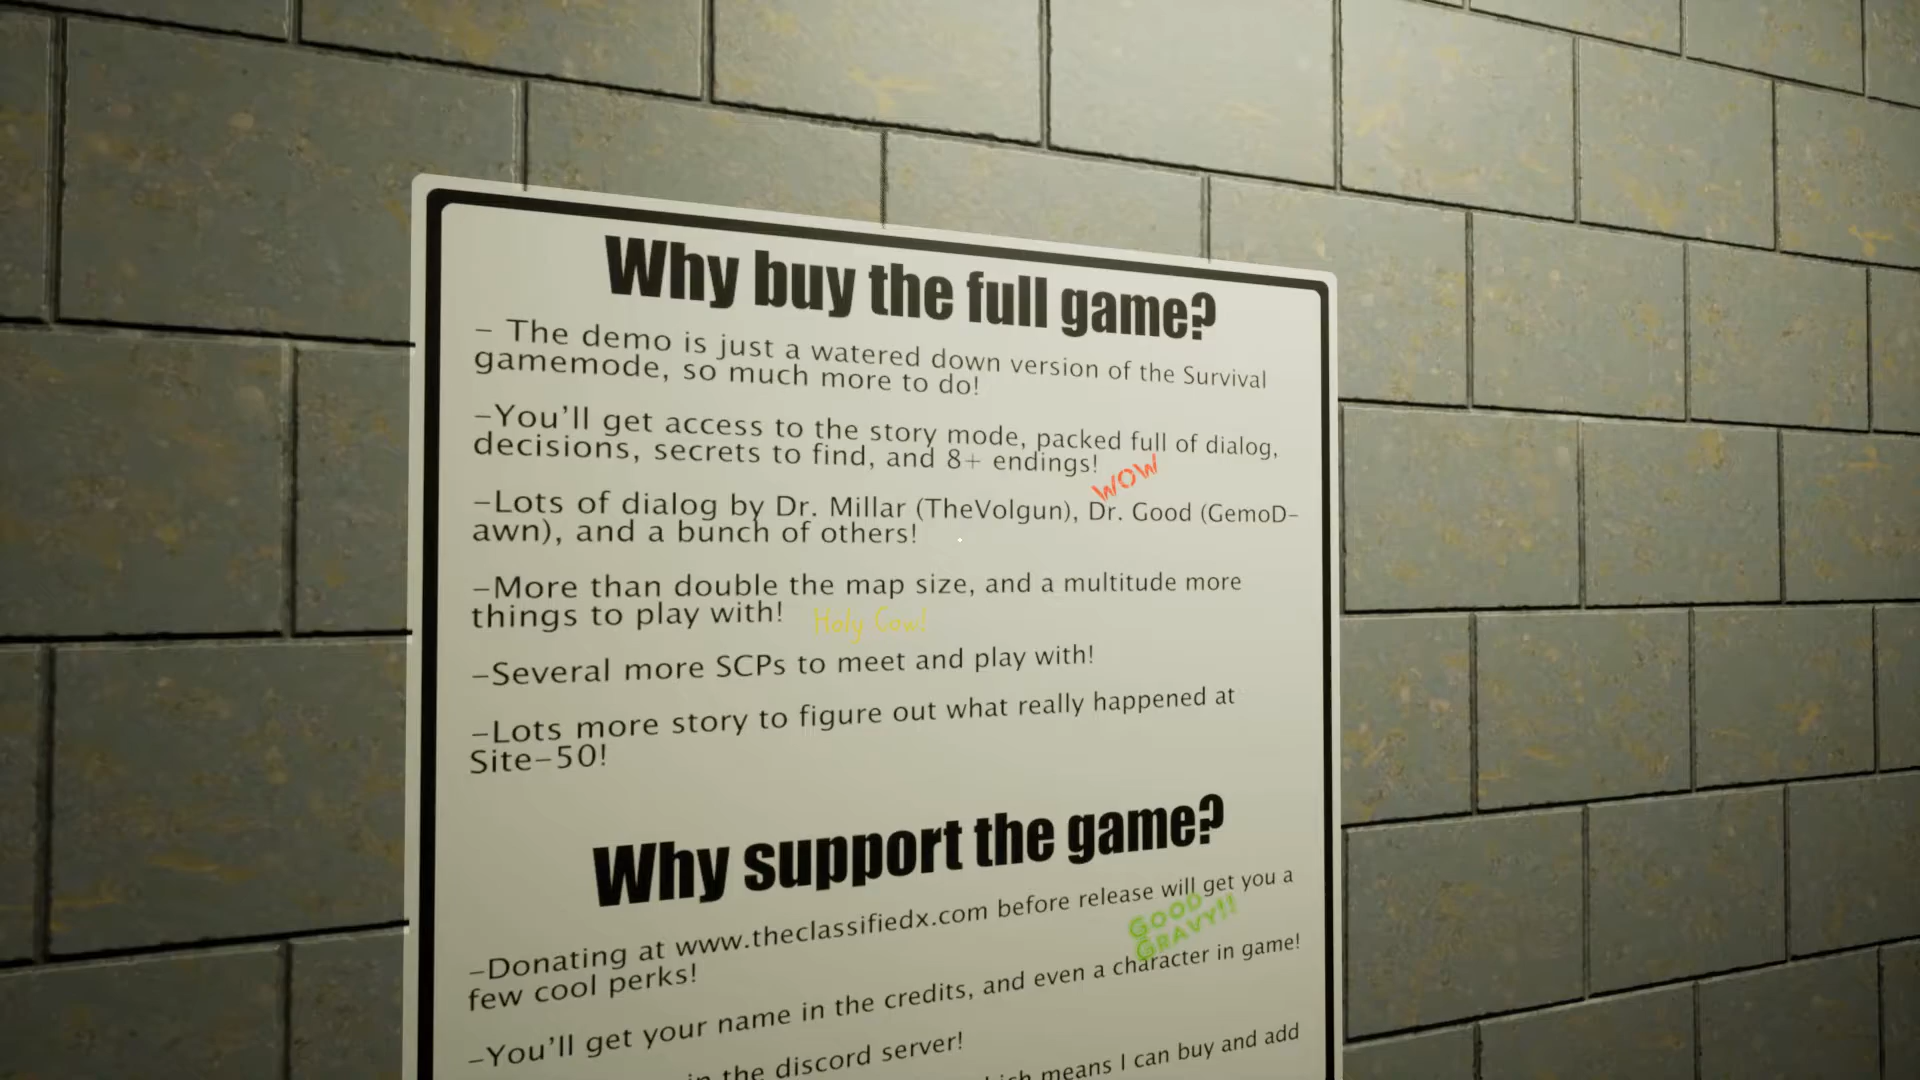 Why buy the full game?
- The demo is just a watered down version of the Survival
gamemode, so much more to do!
-You'll get access to the story mode, packed full of dialog,
decisions, secrets to find, and 8+ endings!
WOW
-Lots of dialog by Dr. Millar (TheVolgun), Dr. Good (GemoD-
awn), and a bunch of others!
-More than double the map size, and a multitude more
things to play with!
Holy Cow!
-Several more SCPs to meet and play with!
-Lots more story to figure out what really happened at
Site-50!
Why support the game?
-Donating at www.theclassifiedx.com before release will get you a
few cool perks!
GOOD
GRAVY!!
-You'll get your name in the credits, and even a character in game!
in the discord server!
means I can buy and add